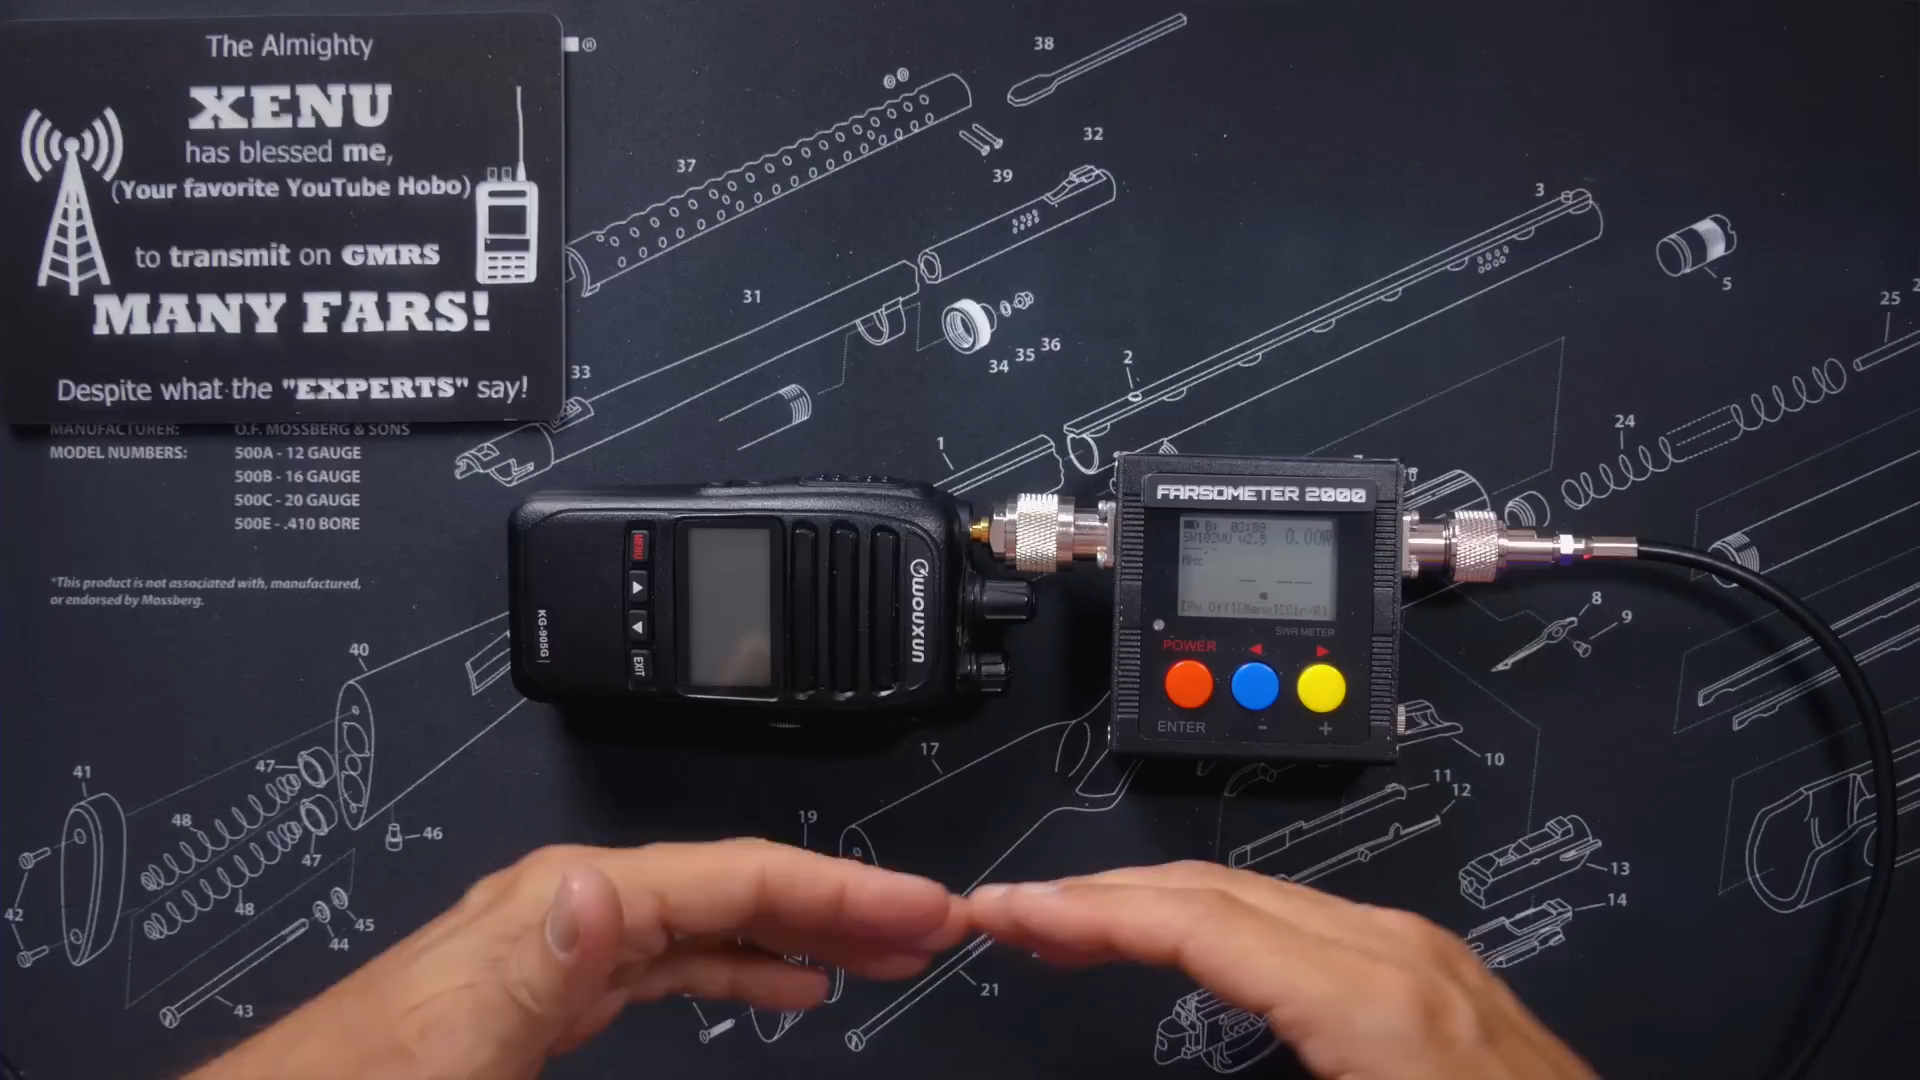 The Almighty
XENU
has blessed me,
(Your favorite YouTube Hobo)
to transmit on GMRS
MANY FARS!
Despite what the "EXPERTS" say!
®
MANUFACTURER: O.F. MOSSBERG & SONS
MODEL NUMBERS: 500A - 12 GAUGE
500B - 16 GAUGE
500C - 20 GAUGE
500E - .410 BORE
*This product is not associated with, manufactured,
or endorsed by Mossberg.
38
32
37
39
3
5
31
25
34 35 36
33
2
1
24
MENU
EXIT
KG-905G
WOUXUN
FARSOMETER 2000
SW102VU v2.5 0.00W
MHz
SWR METER
POWER
ENTER
-
+
8
9
40
17
10
41
47
11
12
48
46
19
47
13
48
42
45
44
14
43
21